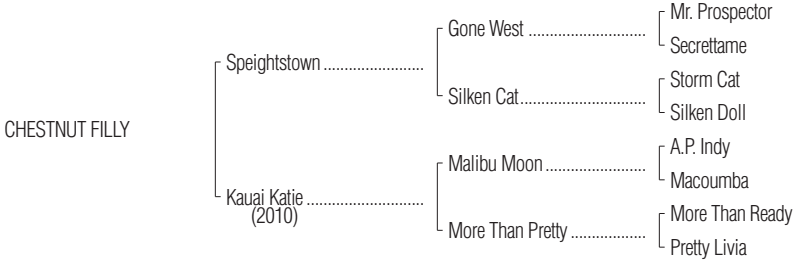 Mr. Prospector
Gone West ............................
Secrettame
Speightstown ........................
Storm Cat
Silken Cat..............................
Silken Doll
CHESTNUT FILLY
A.P. Indy
Malibu Moon ........................
Macoumba
Kauai Katie ............................
(2010)
More Than Ready
More Than Pretty ..................
Pretty Livia